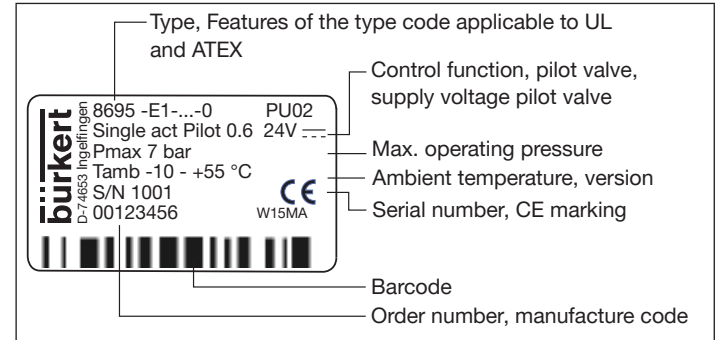 Type, Features of the type code applicable to UL
and ATEX
Control function, pilot valve,
supply voltage pilot valve
Max. operating pressure
Ambient temperature, version
Serial number, CE marking
Barcode
Order number, manufacture code
bürkert
D-74653 Ingelfingen
8695 -E1-...-0 PU02
Single act Pilot 0.6 24V
Pmax 7 bar
Tamb -10 - +55 °C
S/N 1001 CE
00123456 W15MA